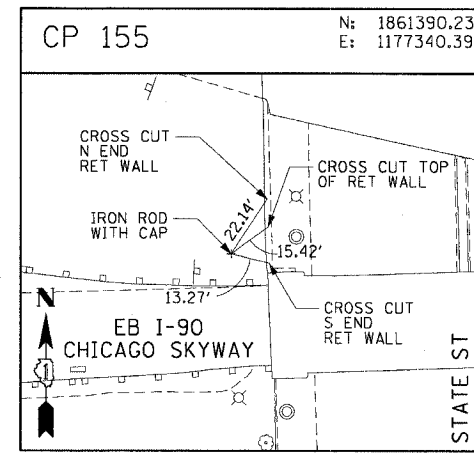 CP 155
N: 1861390.23
E: 1177340.39
CROSS CUT
N END
RET WALL
CROSS CUT TOP
OF RET WALL
IRON ROD
WITH CAP
22.14'
15.42'
13.27'
N
EB I-90
CHICAGO SKYWAY
CROSS CUT
S END
RET WALL
STATE ST